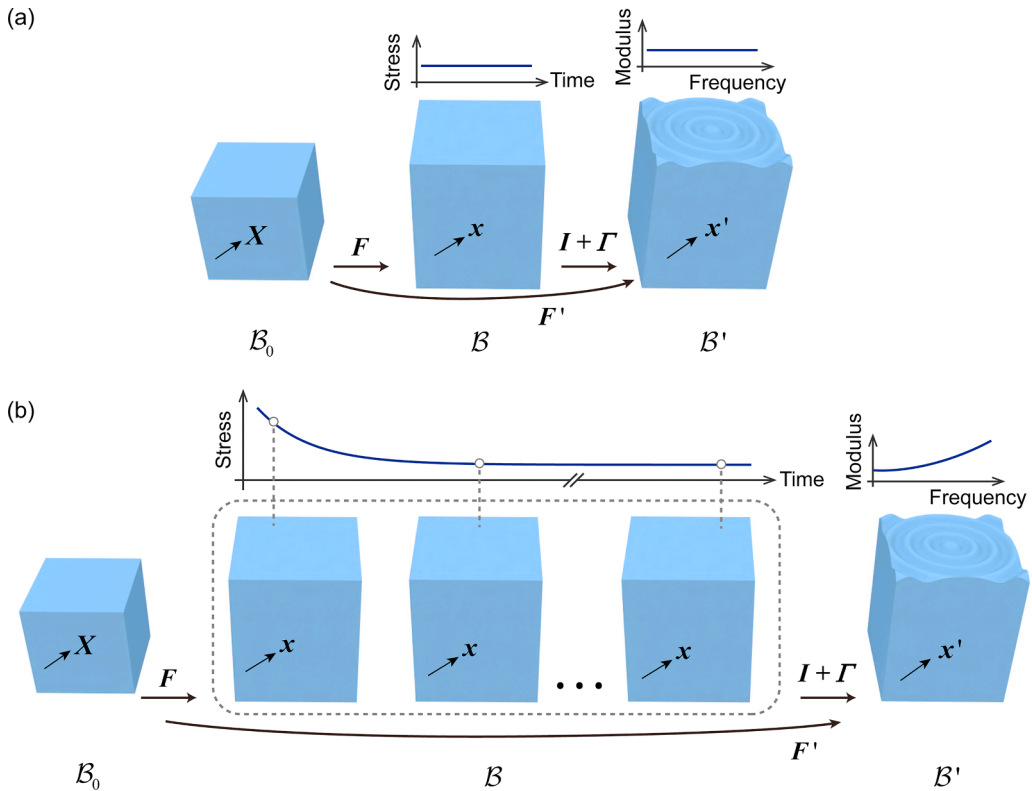 (a)
Stress
Time
Modulus
Frequency
X
x
x'
F
I + Γ
F'
ℬ₀
ℬ
ℬ'
(b)
Stress
Time
Modulus
Frequency
X
x
x
x
x'
F
• • •
I + Γ
F'
ℬ₀
ℬ
ℬ'